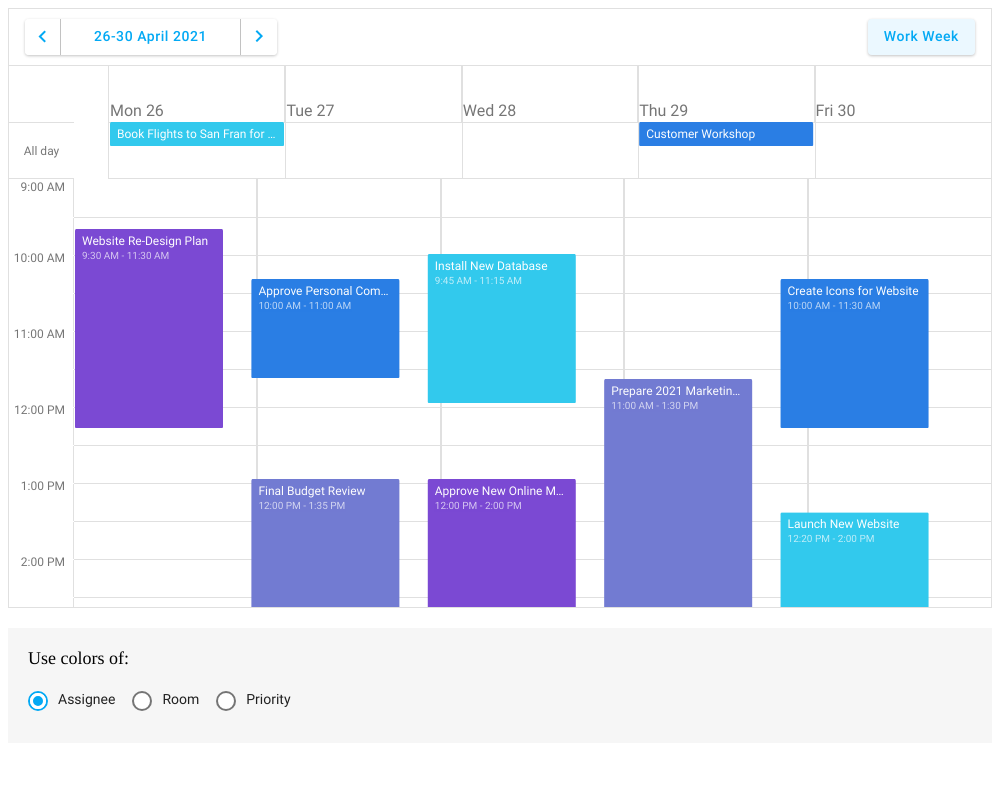 26-30 April 2021
Work Week
Mon 26
Tue 27
Wed 28
Thu 29
Fri 30
All day
Book Flights to San Fran for ...
Customer Workshop
9:00 AM
10:00 AM
11:00 AM
12:00 PM
1:00 PM
2:00 PM
Website Re-Design Plan
9:30 AM - 11:30 AM
Approve Personal Com...
10:00 AM - 11:00 AM
Final Budget Review
12:00 PM - 1:35 PM
Install New Database
9:45 AM - 11:15 AM
Approve New Online M...
12:00 PM - 2:00 PM
Prepare 2021 Marketin...
11:00 AM - 1:30 PM
Create Icons for Website
10:00 AM - 11:30 AM
Launch New Website
12:20 PM - 2:00 PM
Use colors of:
Assignee
Room
Priority